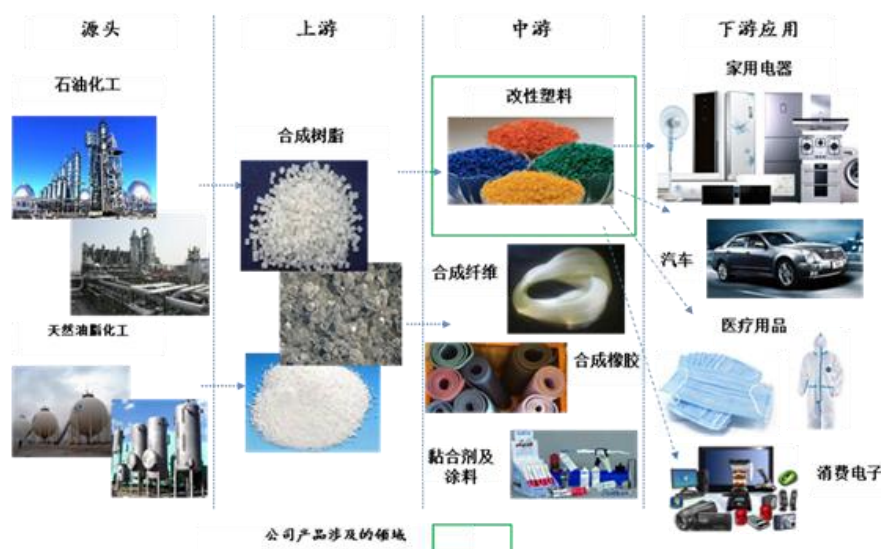 源头
上游
中游
下游应用
石油化工
天然油脂化工
合成树脂
改性塑料
合成纤维
合成橡胶
黏合剂及
涂料
家用电器
汽车
医疗用品
消费电子
公司产品涉及的领域